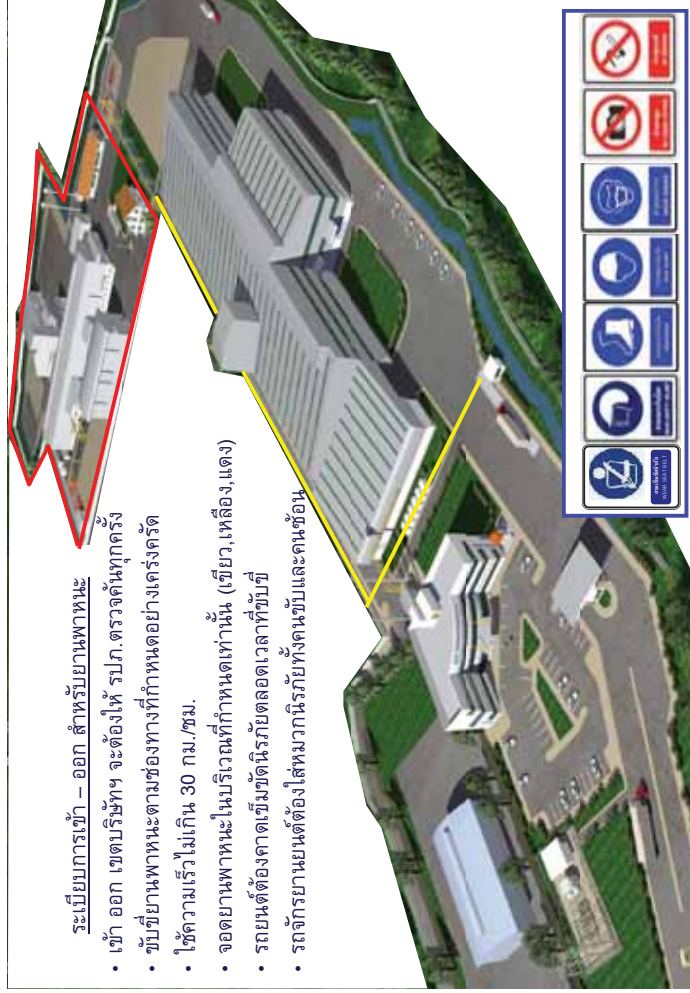 ระเบียบการเข้า – ออก สำหรับยานพาหนะ
• เข้า ออก เขตบริษัทฯ จะต้องให้ รปภ.ตรวจค้นทุกครั้ง
• ขับขี่ยานพาหนะตามช่องทางที่กำหนดอย่างเคร่งครัด
• ใช้ความเร็วไม่เกิน 30 กม./ชม.
• จอดยานพาหนะในบริเวณที่กำหนดเท่านั้น (เขียว,เหลือง,แดง)
• รถยนต์ต้องคาดเข็มขัดนิรภัยตลอดเวลาที่ขับขี่
• รถจักรยานยนต์ต้องใส่หมวกนิรภัยทั้งคนขับและคนซ้อน
WEAR SEAT BELT